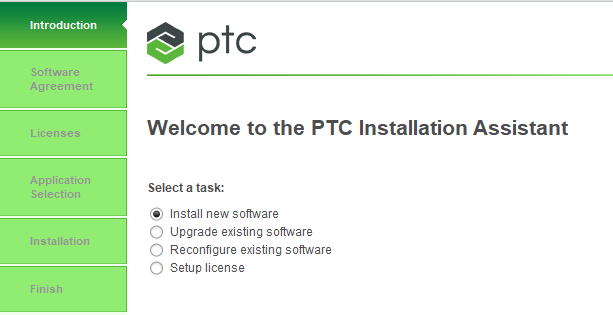 Introduction
Software
Agreement
Licenses
Application
Selection
Installation
Finish
ptc
Welcome to the PTC Installation Assistant
Select a task:
Install new software
Upgrade existing software
Reconfigure existing software
Setup license